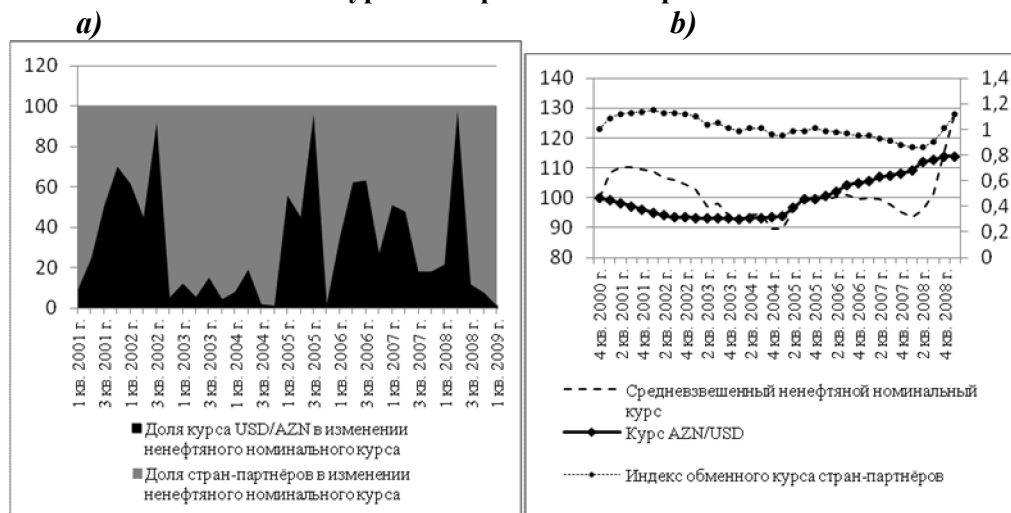 a)
120
100
80
60
40
20
0
1 кв. 2001 г.
3 кв. 2001 г.
1 кв. 2002 г.
3 кв. 2002 г.
1 кв. 2003 г.
3 кв. 2003 г.
1 кв. 2004 г.
3 кв. 2004 г.
1 кв. 2005 г.
3 кв. 2005 г.
1 кв. 2006 г.
3 кв. 2006 г.
1 кв. 2007 г.
3 кв. 2007 г.
1 кв. 2008 г.
3 кв. 2008 г.
1 кв. 2009 г.
Доля курса USD/AZN в изменении
ненефтяного номинального курса
Доля стран-партнёров в изменении
ненефтяного номинального курса
b)
140
130
120
110
100
90
80
1,4
1,2
1
0,8
0,6
0,4
0,2
0
4 кв. 2000 г.
2 кв. 2001 г.
4 кв. 2001 г.
2 кв. 2002 г.
4 кв. 2002 г.
2 кв. 2003 г.
4 кв. 2003 г.
2 кв. 2004 г.
4 кв. 2004 г.
2 кв. 2005 г.
4 кв. 2005 г.
2 кв. 2006 г.
4 кв. 2006 г.
2 кв. 2007 г.
4 кв. 2007 г.
2 кв. 2008 г.
4 кв. 2008 г.
Средневзвешенный ненефтяной номинальный
курс
Курс AZN/USD
Индекс обменного курса стран-партнёров